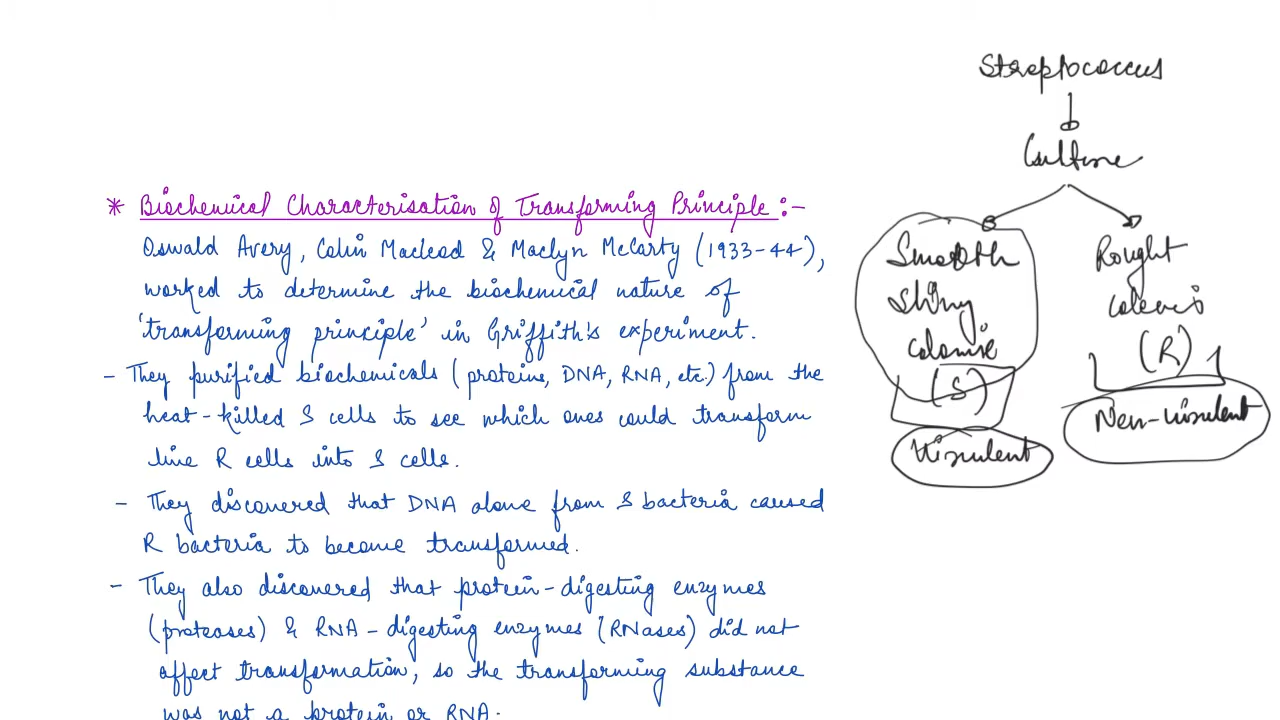 * Biochemical Characterisation of Transforming Principle :-
Oswald Avery, Colin Macleod & Maclyn McCarty (1933-44),
worked to determine the biochemical nature of
'transforming principle' in Griffith's experiment.
- They purified biochemicals (proteins, DNA, RNA, etc.) from the
heat-killed S cells to see which ones could transform
live R cells into S cells.
- They discovered that DNA alone from S bacteria caused
R bacteria to become transformed.
- They also discovered that protein-digesting enzymes
(proteases) & RNA-digesting enzymes (RNases) did not
affect transformation, so the transforming substance
was not a protein or RNA.
Streptococcus
Culture
Smooth
Shiny
colonie
(S)
Virulent
Rought
(R)
Non-virulent